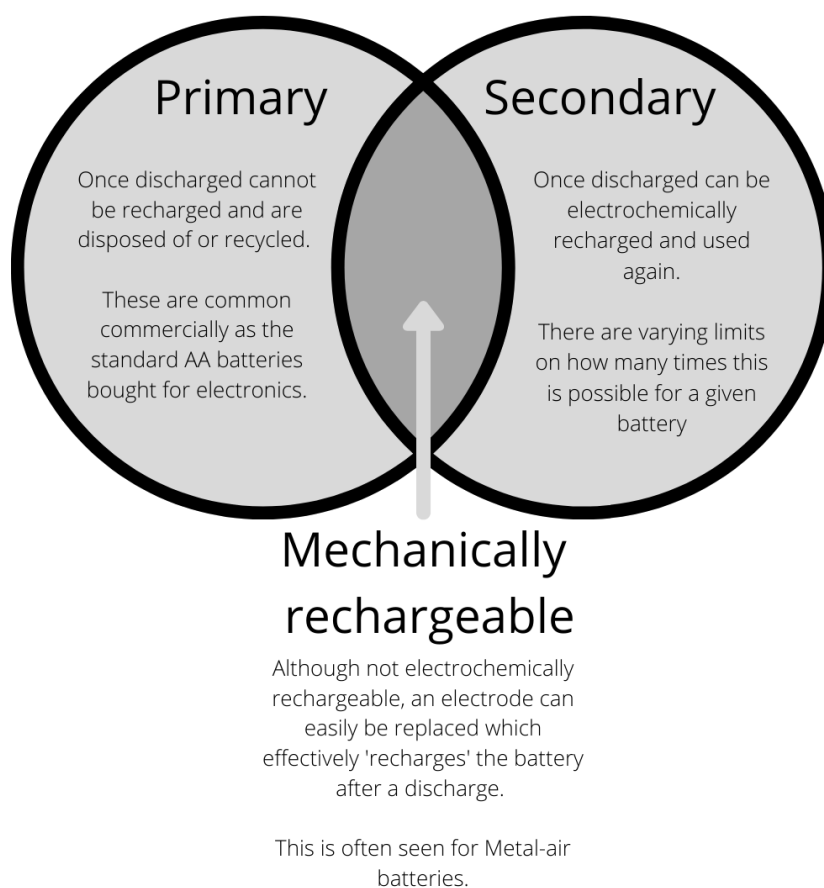 Primary
Once discharged cannot
be recharged and are
disposed of or recycled.
These are common
commercially as the
standard AA batteries
bought for electronics.
Secondary
Once discharged can be
electrochemically
recharged and used
again.
There are varying limits
on how many times this
is possible for a given
battery
Mechanically
rechargeable
Although not electrochemically
rechargeable, an electrode can
easily be replaced which
effectively 'recharges' the battery
after a discharge.
This is often seen for Metal-air
batteries.